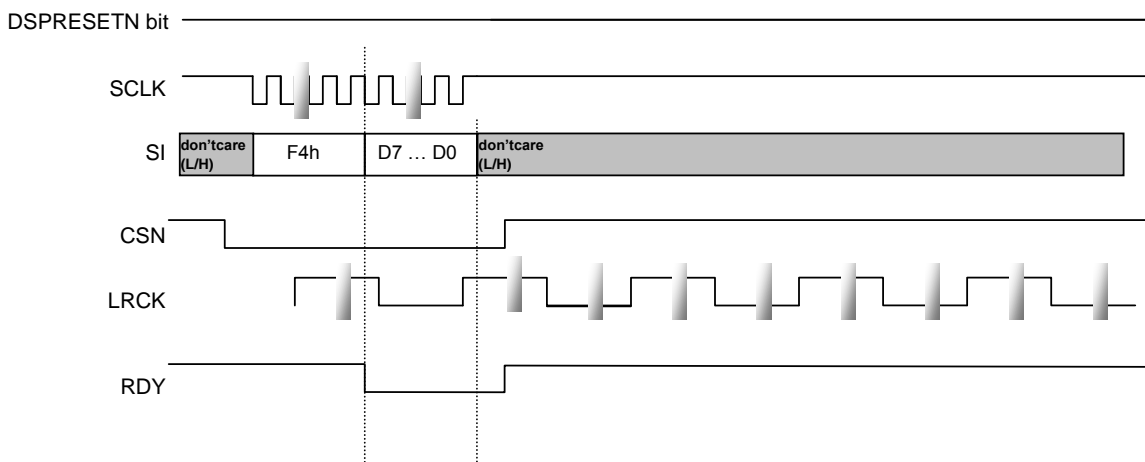 DSPRESETN bit
SCLK
SI
don'tcare
(L/H)
F4h
D7 … D0
don'tcare
(L/H)
CSN
LRCK
RDY